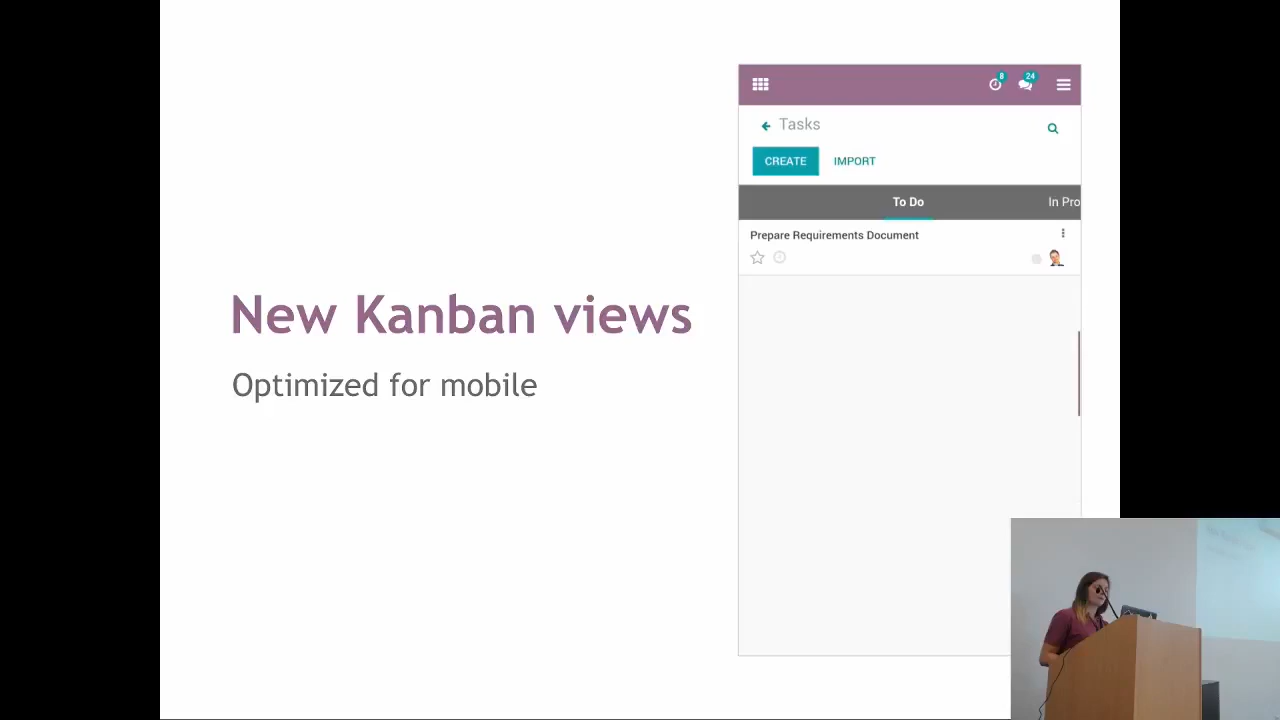 New Kanban views
Optimized for mobile
8
24
Tasks
CREATE
IMPORT
To Do
In Pro
Prepare Requirements Document